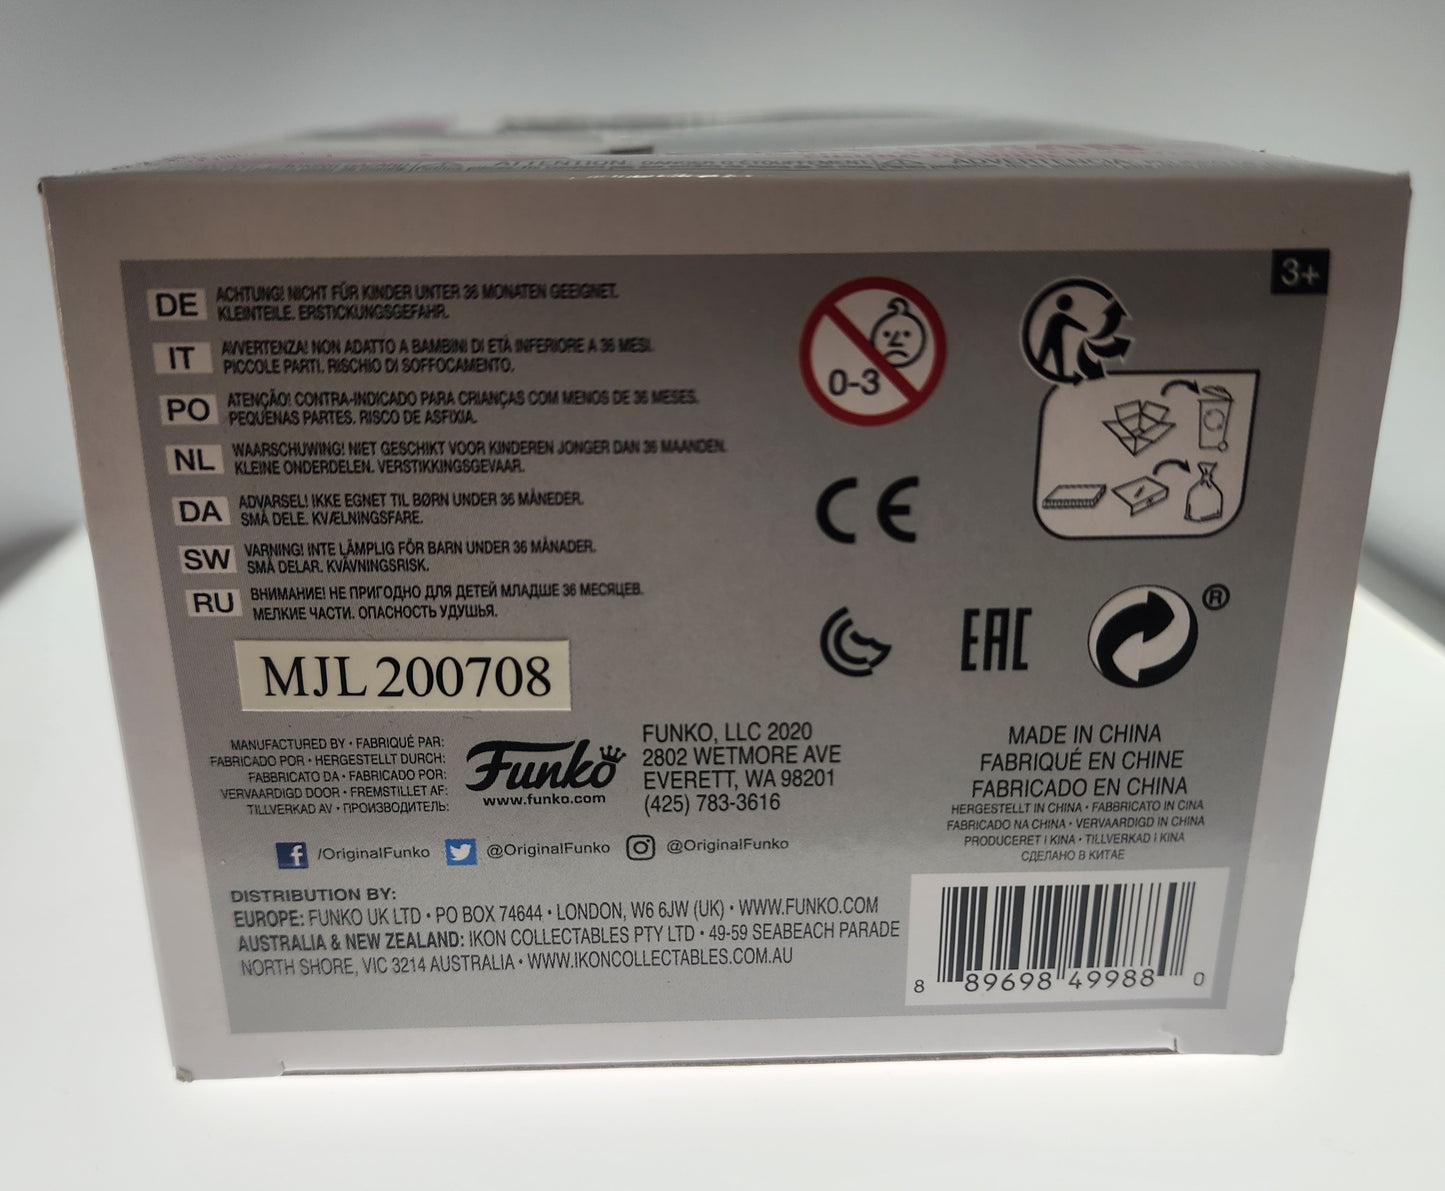 ATTENTION:
ADVERTENCIA
3+
DE ACHTUNG! NICHT FÜR KINDER UNTER 36 MONATEN GEEIGNET.
KLEINTEILE. ERSTICKUNGSGEFAHR.
IT AVVERTENZA! NON ADATTO A BAMBINI DI ETÀ INFERIORE A 36 MESI.
PICCOLE PARTI. RISCHIO DI SOFFOCAMENTO.
PO ATENÇÃO! CONTRA-INDICADO PARA CRIANÇAS COM MENOS DE 36 MESES.
PEQUENAS PARTES. RISCO DE ASFIXIA.
NL WAARSCHUWING! NIET GESCHIKT VOOR KINDEREN JONGER DAN 36 MAANDEN.
KLEINE ONDERDELEN. VERSTIKKINGSGEVAAR.
DA ADVARSEL! IKKE EGNET TIL BØRN UNDER 36 MÅNEDER.
SMÅ DELE. KVÆLNINGSFARE.
SW VARNING! INTE LÄMPLIG FÖR BARN UNDER 36 MÅNADER.
SMÅ DELAR. KVÄVNINGSRISK.
RU ВНИМАНИЕ! НЕ ПРИГОДНО ДЛЯ ДЕТЕЙ МЛАДШЕ 36 МЕСЯЦЕВ.
МЕЛКИЕ ЧАСТИ. ОПАСНОСТЬ УДУШЬЯ.
0-3
CE
EAC
®
MJL 200708
MANUFACTURED BY • FABRIQUÉ PAR:
FABRICADO POR • HERGESTELLT DURCH:
FABBRICATO DA • FABRICADO POR:
VERVAARDIGD DOOR • FREMSTILLET AF:
TILLVERKAD AV • ПРОИЗВОДИТЕЛЬ:
Funko
www.funko.com
FUNKO, LLC 2020
2802 WETMORE AVE
EVERETT, WA 98201
(425) 783-3616
MADE IN CHINA
FABRIQUÉ EN CHINE
FABRICADO EN CHINA
HERGESTELLT IN CHINA • FABBRICATO IN CINA
FABRICADO NA CHINA • VERVAARDIGD IN CHINA
PRODUCERET I KINA • TILLVERKAD I KINA
СДЕЛАНО В КИТАЕ
f /OriginalFunko @OriginalFunko @OriginalFunko
DISTRIBUTION BY:
EUROPE: FUNKO UK LTD • PO BOX 74644 • LONDON, W6 6JW (UK) • WWW.FUNKO.COM
AUSTRALIA & NEW ZEALAND: IKON COLLECTABLES PTY LTD • 49-59 SEABEACH PARADE
NORTH SHORE, VIC 3214 AUSTRALIA • WWW.IKONCOLLECTABLES.COM.AU
8 89698 49988 0